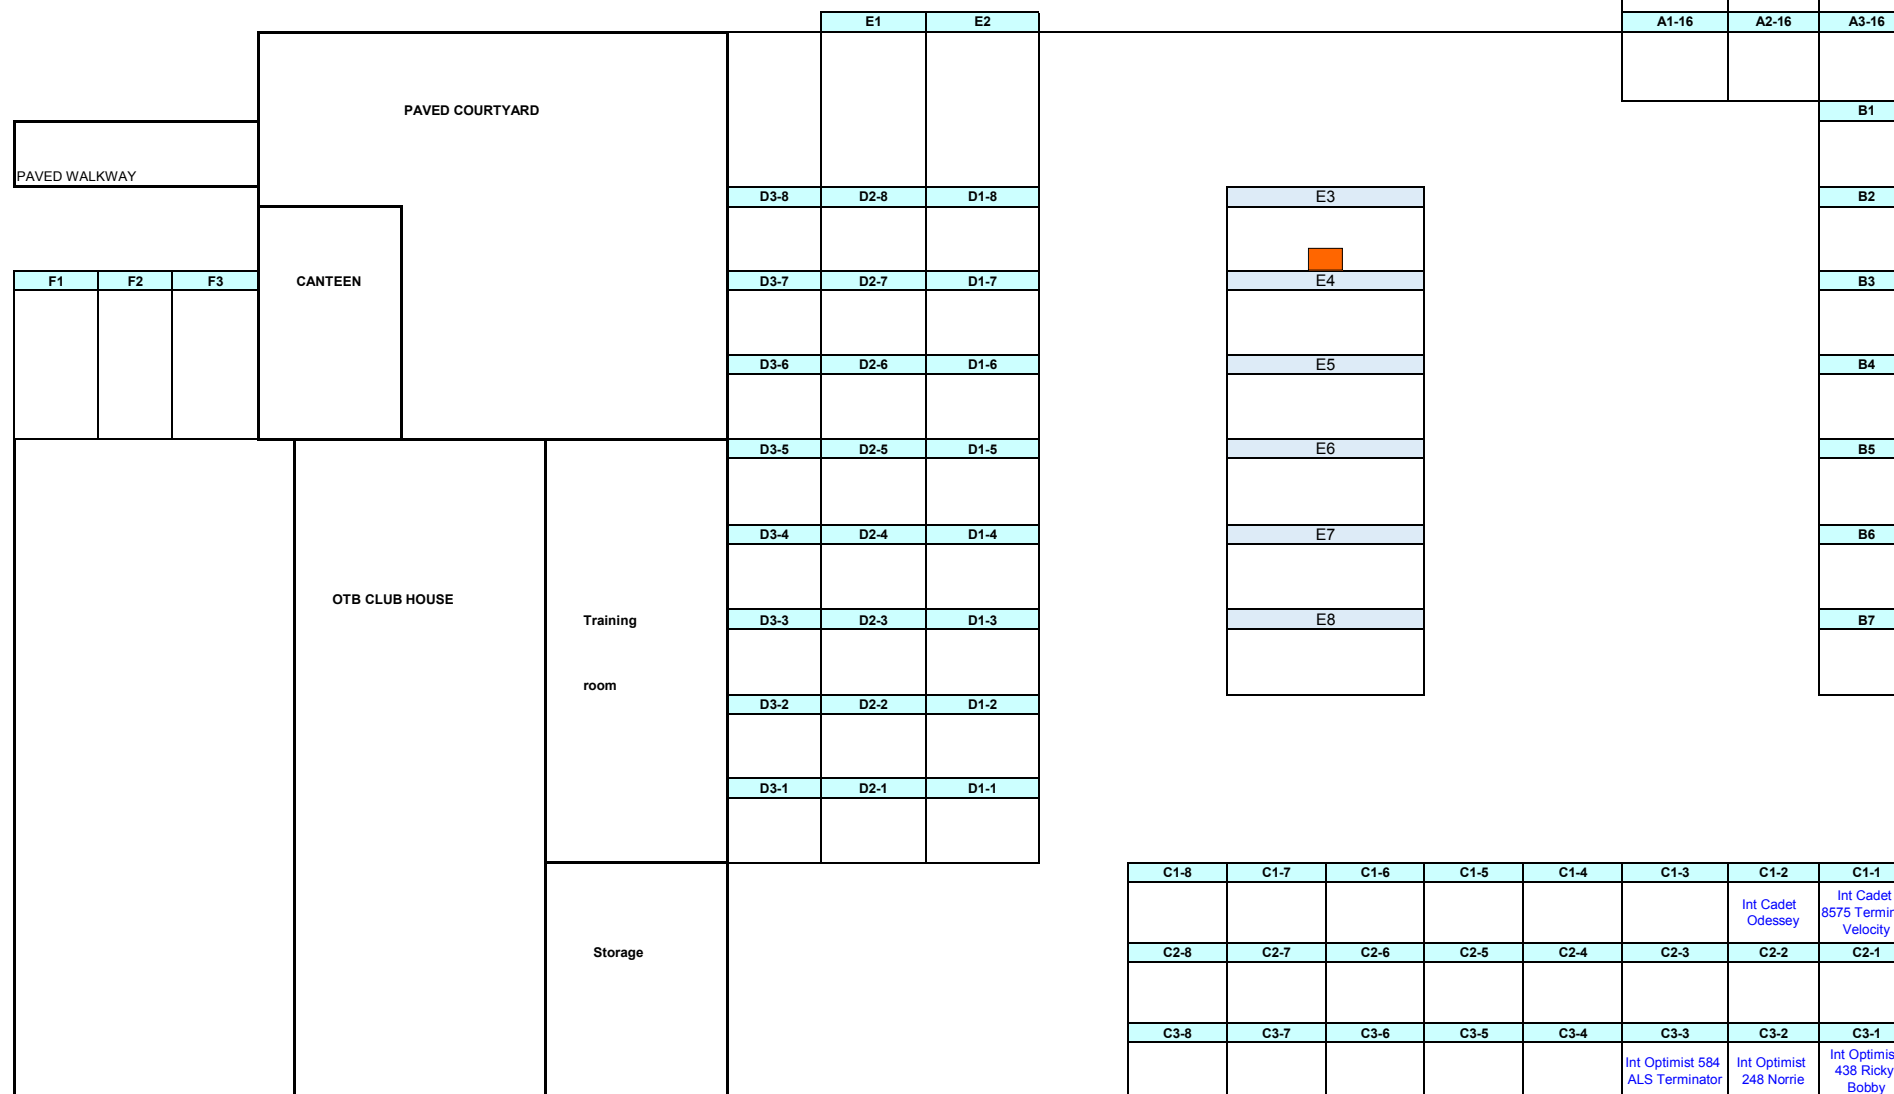 E1 E2 A1-16 A2-16 A3-16
PAVED COURTYARD B1
PAVED WALKWAY
D3-8 D2-8 D1-8 E3 B2
F1 F2 F3 CANTEEN D3-7 D2-7 D1-7 E4 B3
D3-6 D2-6 D1-6 E5 B4
D3-5 D2-5 D1-5 E6 B5
D3-4 D2-4 D1-4 E7 B6
OTB CLUB HOUSE
Training D3-3 D2-3 D1-3 E8 B7
room
D3-2 D2-2 D1-2
D3-1 D2-1 D1-1
C1-8 C1-7 C1-6 C1-5 C1-4 C1-3 C1-2 C1-1
Int Cadet
Odessey
Int Cadet
8575
Velocity
Storage C2-8 C2-7 C2-6 C2-5 C2-4 C2-3 C2-2 C2-1
C3-8 C3-7 C3-6 C3-5 C3-4 C3-3 C3-2 C3-1
Int Optimist 584
ALS Terminator
Int Optimist
248 Norrie
Int
438 Ricky
Bobby